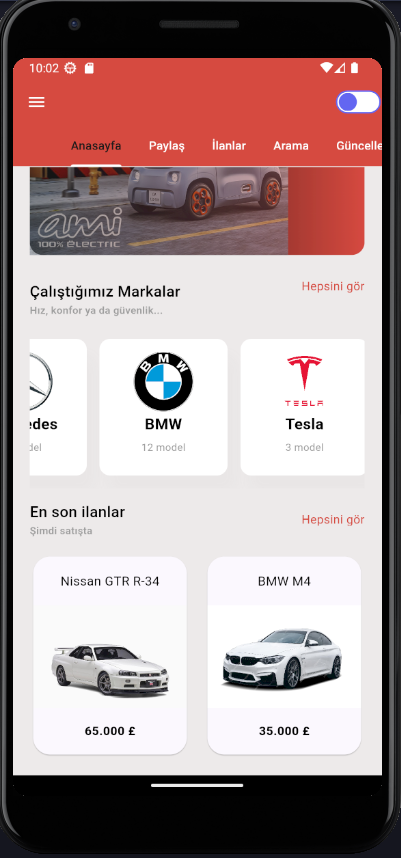 10:02
Anasayfa Paylaş İlanlar Arama Güncelle
ami
100% ELECTRIC
Çalıştığımız Markalar Hepsini gör
Hız, konfor ya da güvenlik...
BMW
TESLA
edes BMW Tesla
del 12 model 3 model
En son ilanlar Hepsini gör
Şimdi satışta
Nissan GTR R-34 BMW M4
65.000 £ 35.000 £